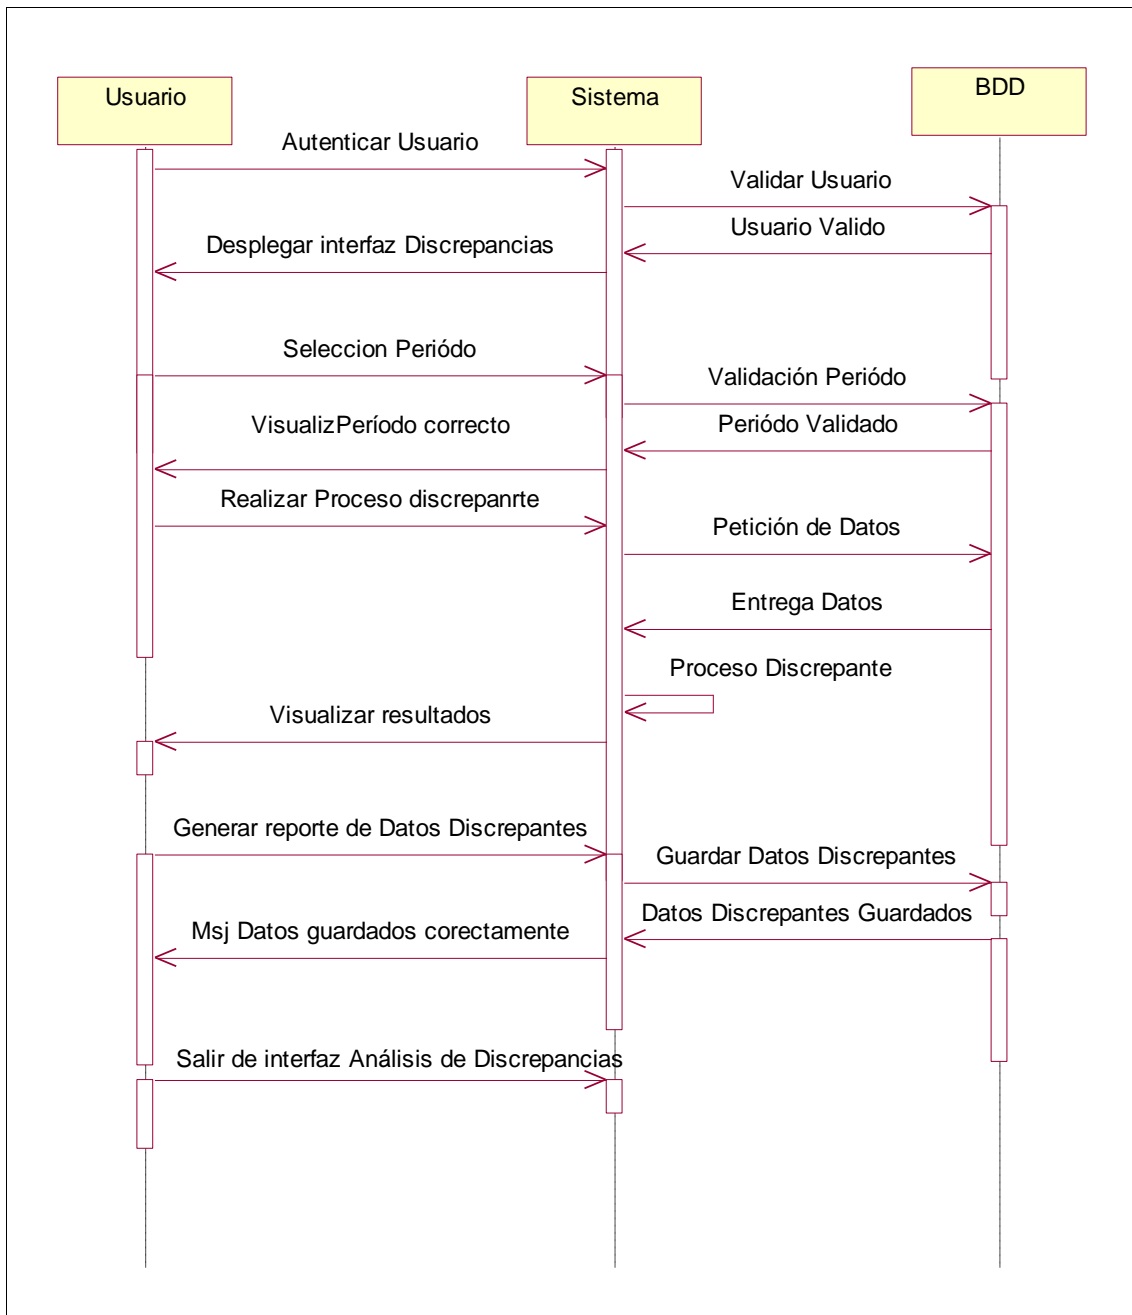 Usuario
Sistema
BDD
Autenticar Usuario
Validar Usuario
Usuario Valido
Desplegar interfaz Discrepancias
Seleccion Periódo
Validación Periódo
VisualizPeríodo correcto
Periódo Validado
Realizar Proceso discrepanrte
Petición de Datos
Entrega Datos
Proceso Discrepante
Visualizar resultados
Generar reporte de Datos Discrepantes
Guardar Datos Discrepantes
Datos Discrepantes Guardados
Msj Datos guardados corectamente
Salir de interfaz Análisis de Discrepancias